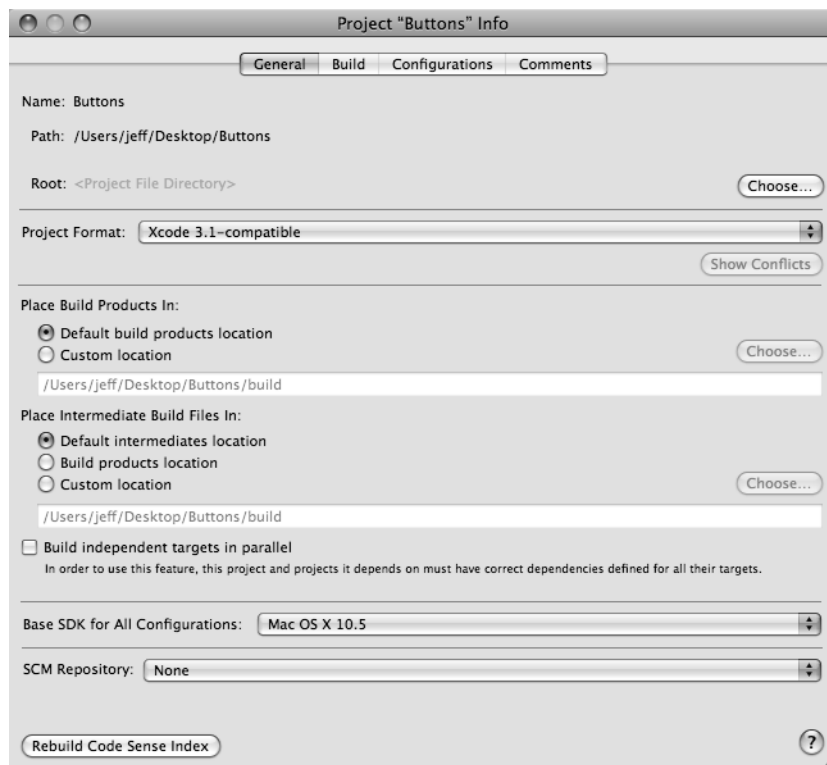 Project “Buttons” Info
General Build Configurations Comments
Name: Buttons
Path: /Users/jeff/Desktop/Buttons
Root: <Project File Directory>
Choose...
Project Format: Xcode 3.1-compatible
Show Conflicts
Place Build Products In:
Default build products location
Custom location
Choose...
/Users/jeff/Desktop/Buttons/build
Place Intermediate Build Files In:
Default intermediates location
Build products location
Custom location
Choose...
/Users/jeff/Desktop/Buttons/build
Build independent targets in parallel
In order to use this feature, this project and projects it depends on must have correct dependencies defined for all their targets.
Base SDK for All Configurations: Mac OS X 10.5
SCM Repository: None
Rebuild Code Sense Index
?